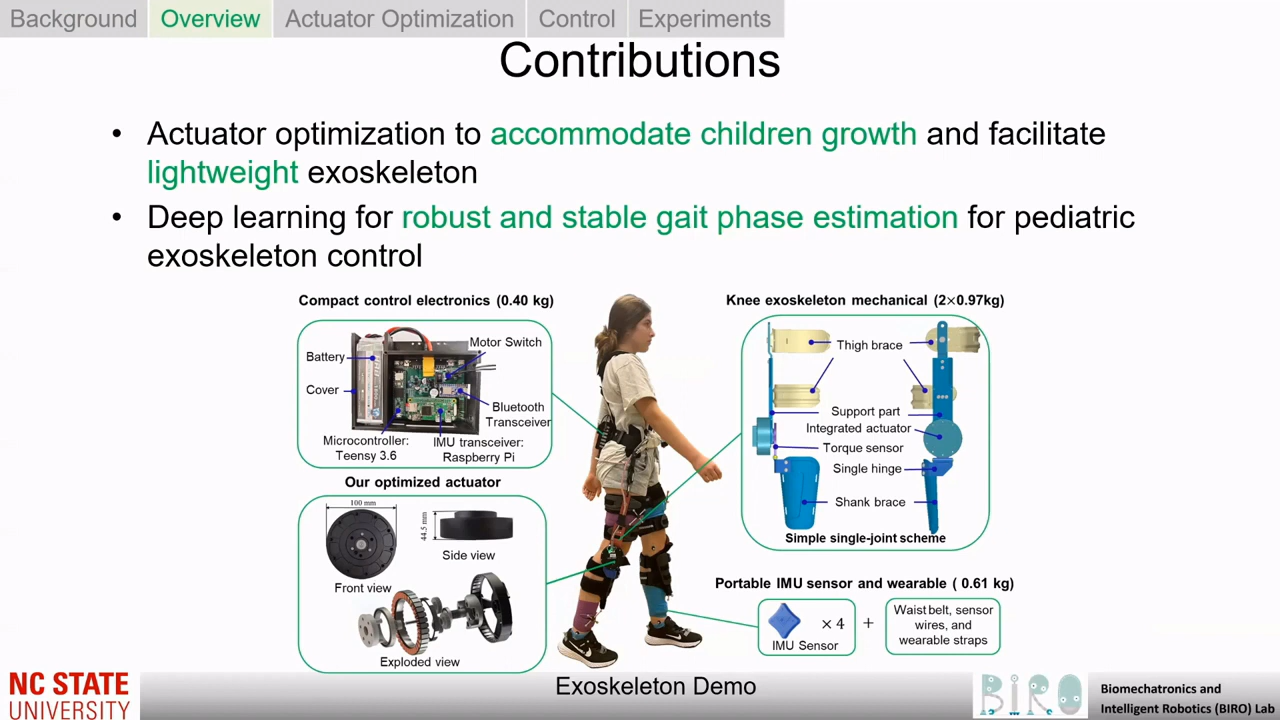 Background
Overview
Actuator Optimization
Control
Experiments
Contributions
• Actuator optimization to accommodate children growth and facilitate
lightweight exoskeleton
• Deep learning for robust and stable gait phase estimation for pediatric
exoskeleton control
Compact control electronics (0.40 kg)
Motor Switch
Battery
Cover
Bluetooth
Transceiver
Microcontroller:
Teensy 3.6
IMU transceiver:
Raspberry Pi
Our optimized actuator
100 mm
44.5 mm
Side view
Front view
Exploded view
Knee exoskeleton mechanical (2×0.97kg)
Thigh brace
Support part
Integrated actuator
Torque sensor
Single hinge
Shank brace
Simple single-joint scheme
Portable IMU sensor and wearable ( 0.61 kg)
× 4
IMU Sensor
+
Waist belt, sensor
wires, and
wearable straps
Exoskeleton Demo
NC STATE
UNIVERSITY
BIRO
Biomechatronics and
Intelligent Robotics (BIRO) Lab